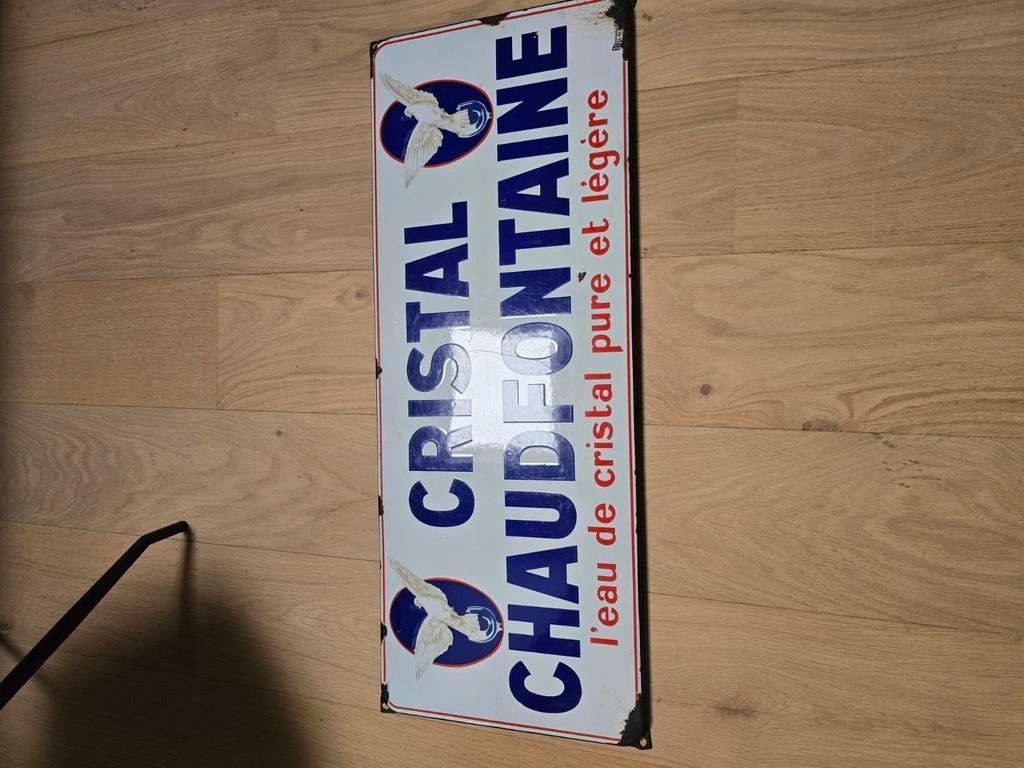 CRISTAL
CHAUDFONTAINE
l'eau de cristal pure et légère